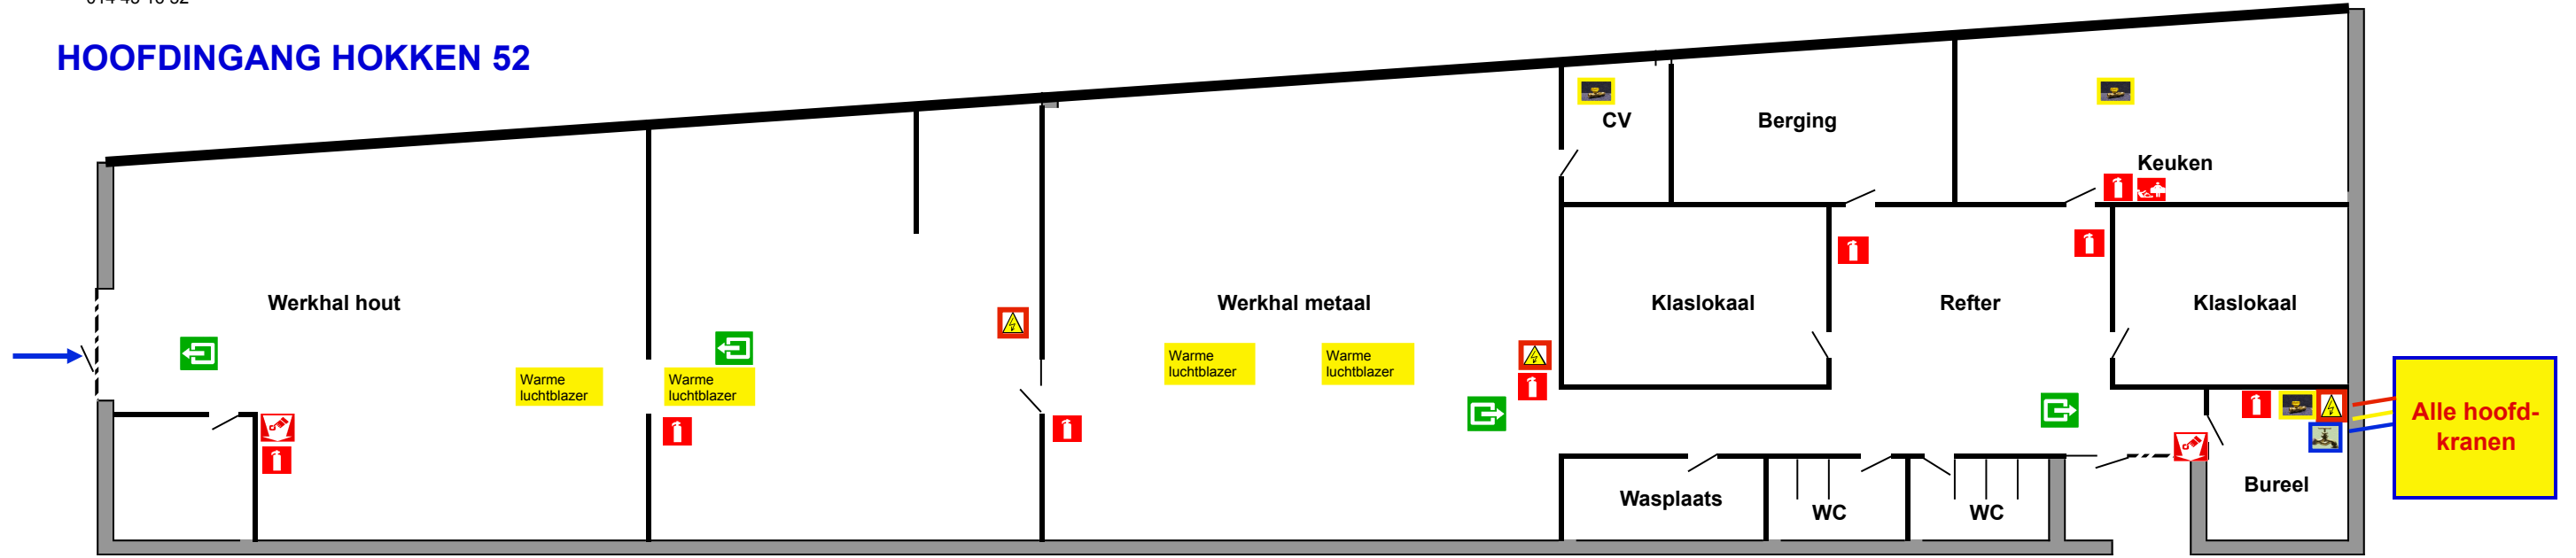 HOOFDINGANG HOKKEN 52
CV
Berging
Keuken
Werkhal hout
Werkhal metaal
Klaslokaal
Refter
Klaslokaal
Warme
luchtblazer
Warme
luchtblazer
Warme
luchtblazer
Warme
luchtblazer
Alle hoofd-
kranen
Wasplaats
WC
WC
Bureel